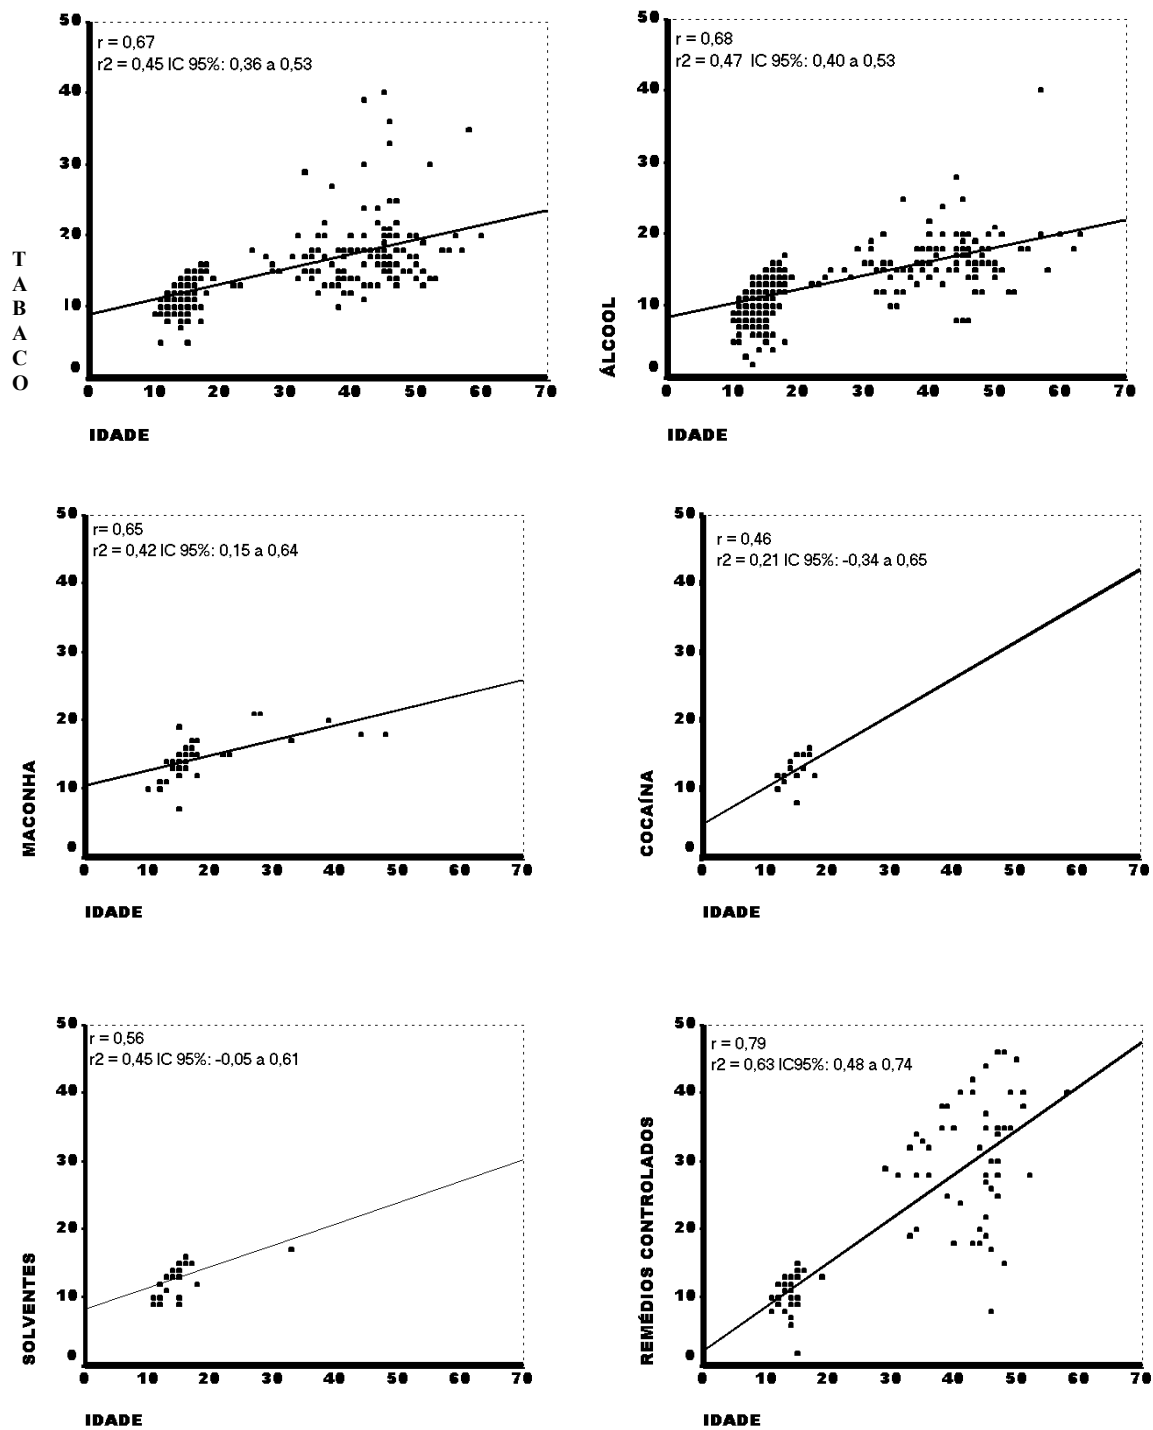 50
r = 0,67
r2 = 0,45 IC 95%: 0,36 a 0,53
40
30
20
10
0
TABACO
0 10 20 30 40 50 60 70
IDADE
50
r = 0,68
r2 = 0,47 IC 95%: 0,40 a 0,53
40
30
20
10
0
ÁLCOOL
0 10 20 30 40 50 60 70
IDADE
50
r= 0,65
r2 = 0,42 IC 95%: 0,15 a 0,64
40
30
20
10
0
MACONHA
0 10 20 30 40 50 60 70
IDADE
50
r = 0,46
r2 = 0,21 IC 95%: -0,34 a 0,65
40
30
20
10
0
COCAÍNA
0 10 20 30 40 50 60 70
IDADE
50
r = 0,56
r2 = 0,45 IC 95%: -0,05 a 0,61
40
30
20
10
0
SOLVENTES
0 10 20 30 40 50 60 70
IDADE
50
r = 0,79
r2 = 0,63 IC95%: 0,48 a 0,74
40
30
20
10
0
REMÉDIOS CONTROLADOS
0 10 20 30 40 50 60 70
IDADE